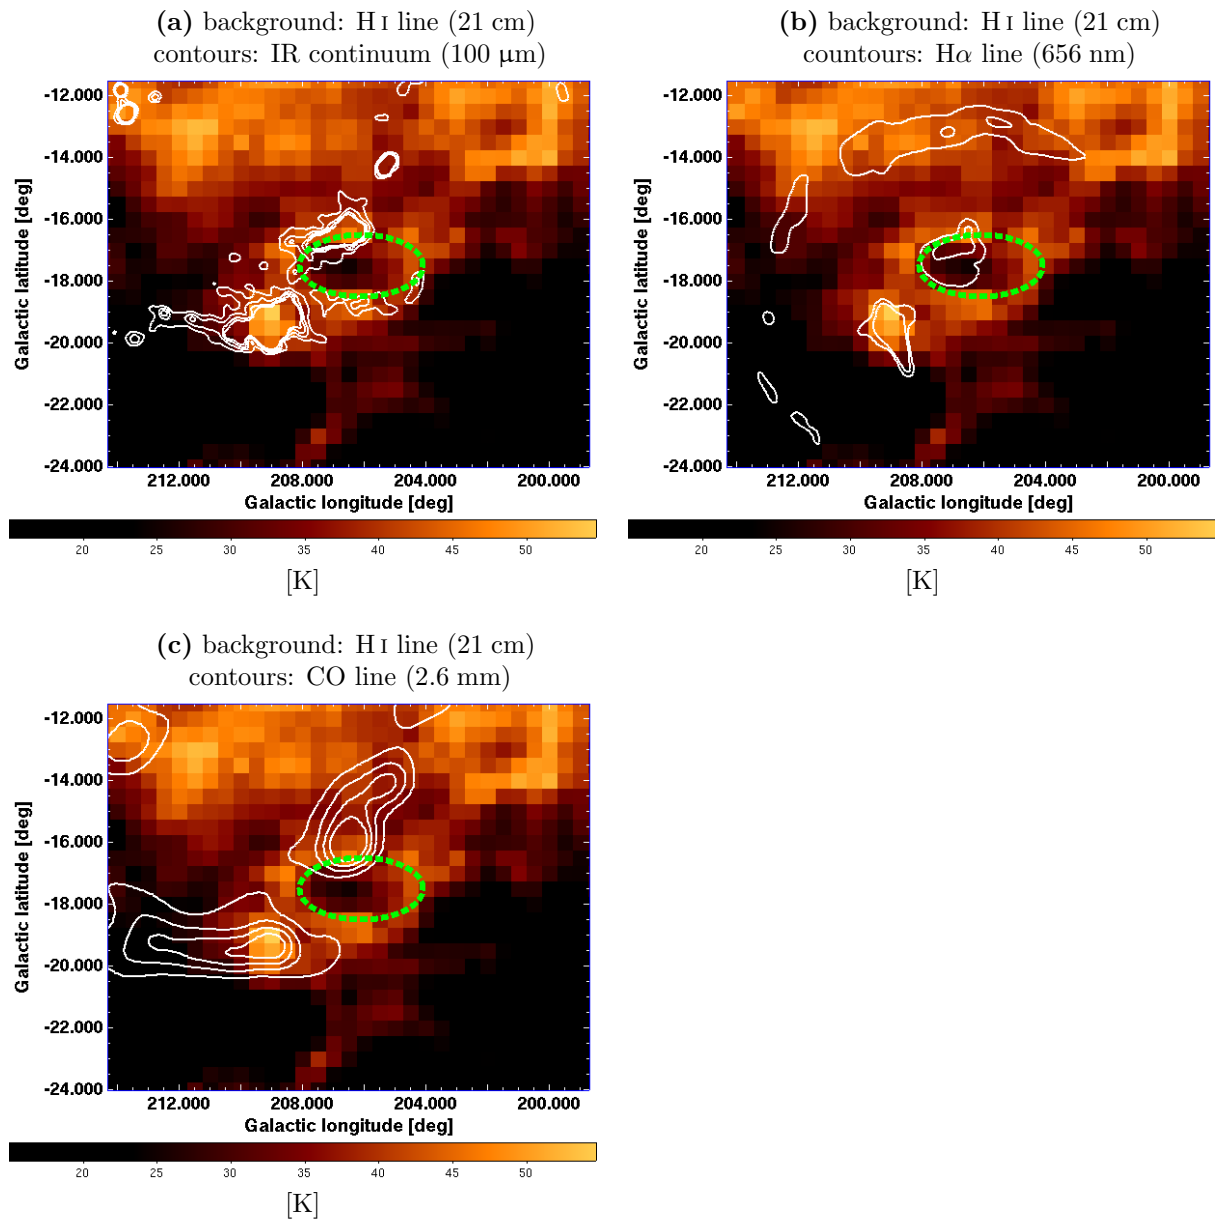 (a) background: H I line (21 cm)
contours: IR continuum (100 μm)
-12.000
-14.000
-16.000
-18.000
-20.000
-22.000
-24.000
Galactic latitude [deg]
212.000 208.000 204.000 200.000
Galactic longitude [deg]
20 25 30 35 40 45 50
[K]
(b) background: H I line (21 cm)
countours: Hα line (656 nm)
-12.000
-14.000
-16.000
-18.000
-20.000
-22.000
-24.000
Galactic latitude [deg]
212.000 208.000 204.000 200.000
Galactic longitude [deg]
20 25 30 35 40 45 50
[K]
(c) background: H I line (21 cm)
contours: CO line (2.6 mm)
-12.000
-14.000
-16.000
-18.000
-20.000
-22.000
-24.000
Galactic latitude [deg]
212.000 208.000 204.000 200.000
Galactic longitude [deg]
20 25 30 35 40 45 50
[K]